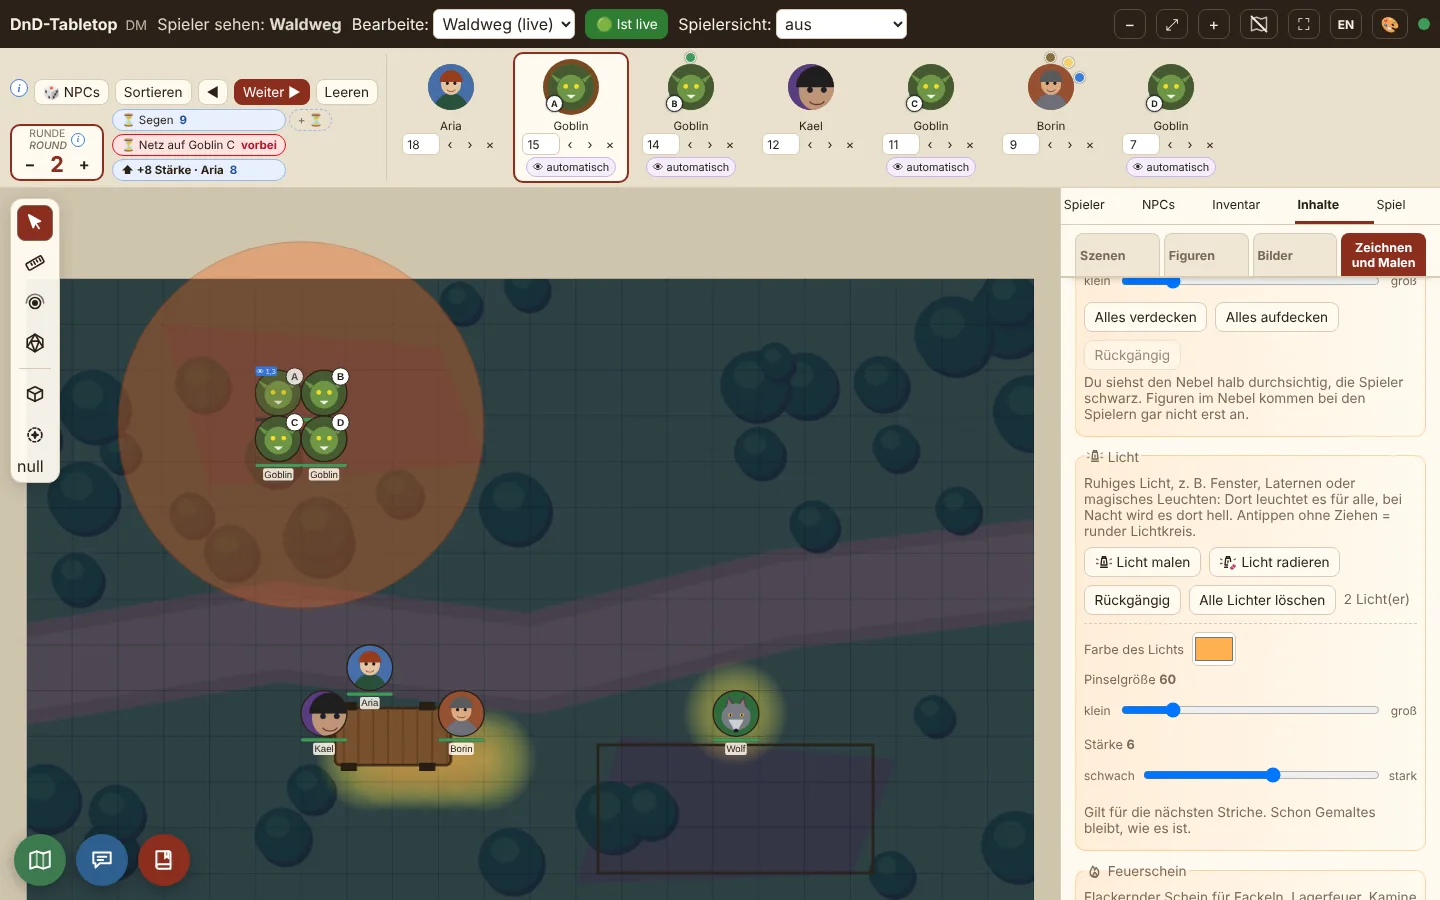 DnD-Tabletop DM Spieler sehen: Waldweg Bearbeite: Waldweg (live) Ist live Spielersicht: aus EN
NPCs Sortieren Weiter Leeren
RUNDE
ROUND
− 2 +
Segen 9
+
Netz auf Goblin C vorbei
+8 Stärke · Aria 8
Aria
18
A
Goblin
15
automatisch
B
Goblin
14
automatisch
Kael
12
C
Goblin
11
automatisch
Borin
9
D
Goblin
7
automatisch
null
1,3
A
B
C
D
Goblin
Goblin
Aria
Kael
Borin
Wolf
Spieler NPCs Inventar Inhalte Spiel
Szenen Figuren Bilder Zeichnen
und Malen
klein groß
Alles verdecken Alles aufdecken
Rückgängig
Du siehst den Nebel halb durchsichtig, die Spieler
schwarz. Figuren im Nebel kommen bei den
Spielern gar nicht erst an.
Licht
Ruhiges Licht, z. B. Fenster, Laternen oder
magisches Leuchten: Dort leuchtet es für alle, bei
Nacht wird es dort hell. Antippen ohne Ziehen =
runder Lichtkreis.
Licht malen Licht radieren
Rückgängig Alle Lichter löschen 2 Licht(er)
Farbe des Lichts
Pinselgröße 60
klein groß
Stärke 6
schwach stark
Gilt für die nächsten Striche. Schon Gemaltes
bleibt, wie es ist.
Feuerschein
Flackernder Schein für Fackeln, Lagerfeuer, Kamine